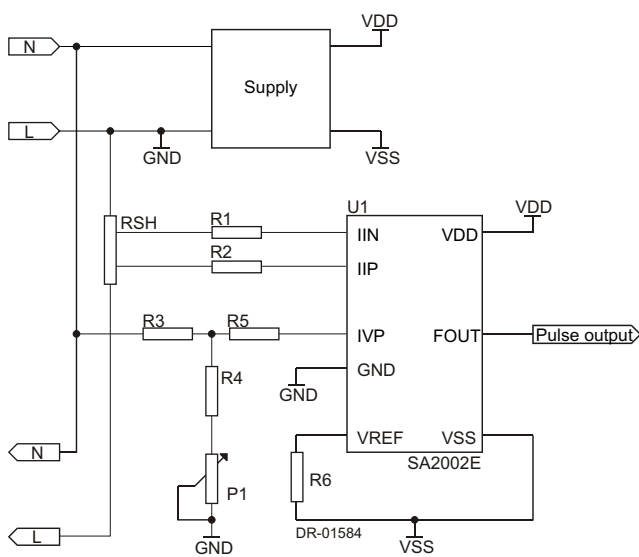 VDD
N
Supply
L
GND
VSS
U1
VDD
RSH
R1
IIN
VDD
R2
IIP
R3
R5
IVP
FOUT
Pulse output
R4
GND
GND
VREF
VSS
N
P1
R6
SA2002E
L
DR-01584
GND
VSS